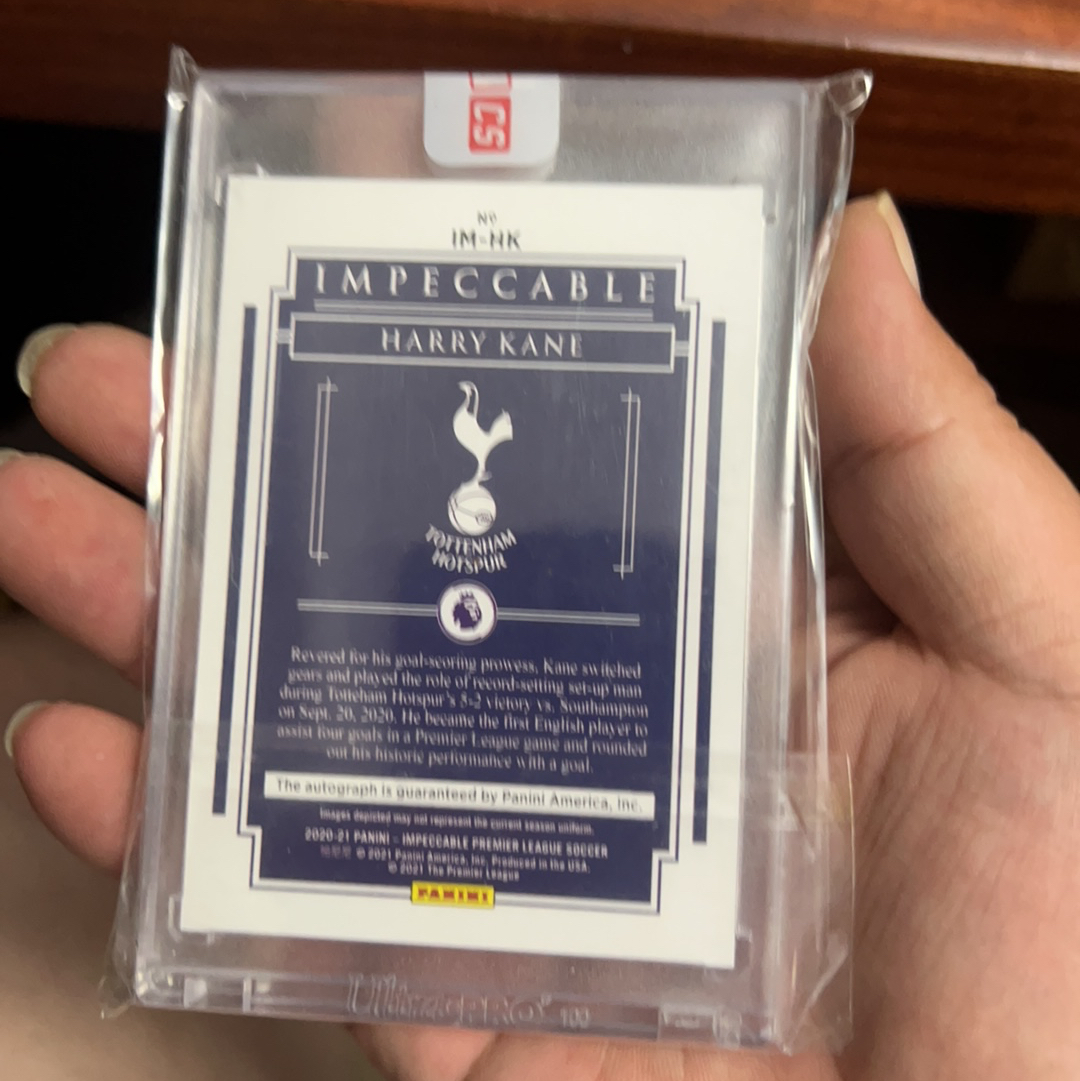 CS
Nº
IM-HK
IMPECCABLE
HARRY KANE
TOTTENHAM
HOTSPUR
Revered for his goal-scoring prowess, Kane switched
gears and played the role of record-setting set-up man
during Totteham Hotspur's 5-2 victory vs. Southampton
on Sept. 20, 2020. He became the first English player to
assist four goals in a Premier League game and rounded
out his historic performance with a goal.
The autograph is guaranteed by Panini America, Inc.
Images depicted may not represent the current season uniform.
2020-21 PANINI – IMPECCABLE PREMIER LEAGUE SOCCER
© 2021 Panini America, Inc. Produced in the USA.
© 2021 The Premier League
PANINI
Ultra PRO 100